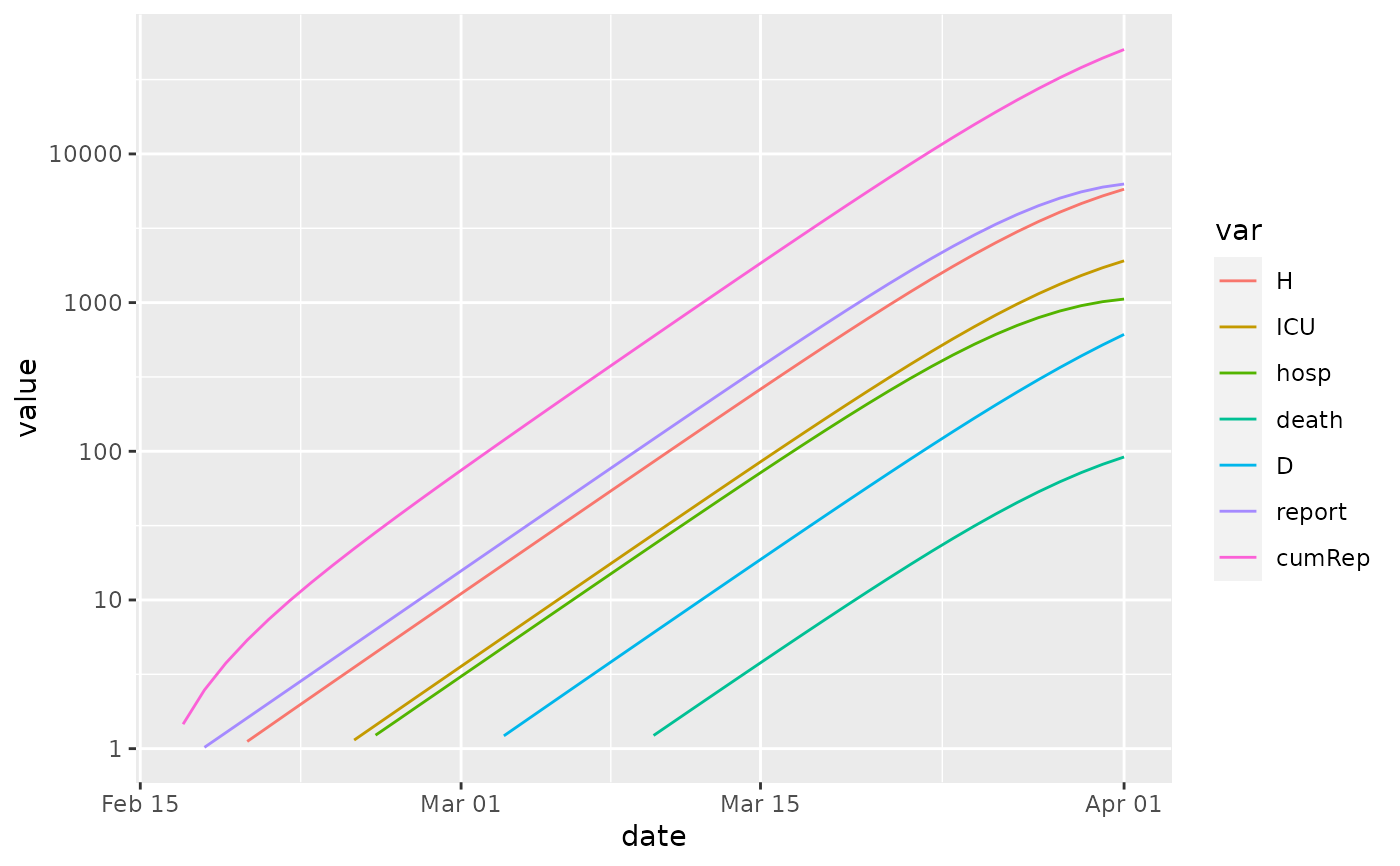 value
10000
1000
100
10
1
Feb 15
Mar 01
Mar 15
Apr 01
date
var
H
ICU
hosp
death
D
report
cumRep